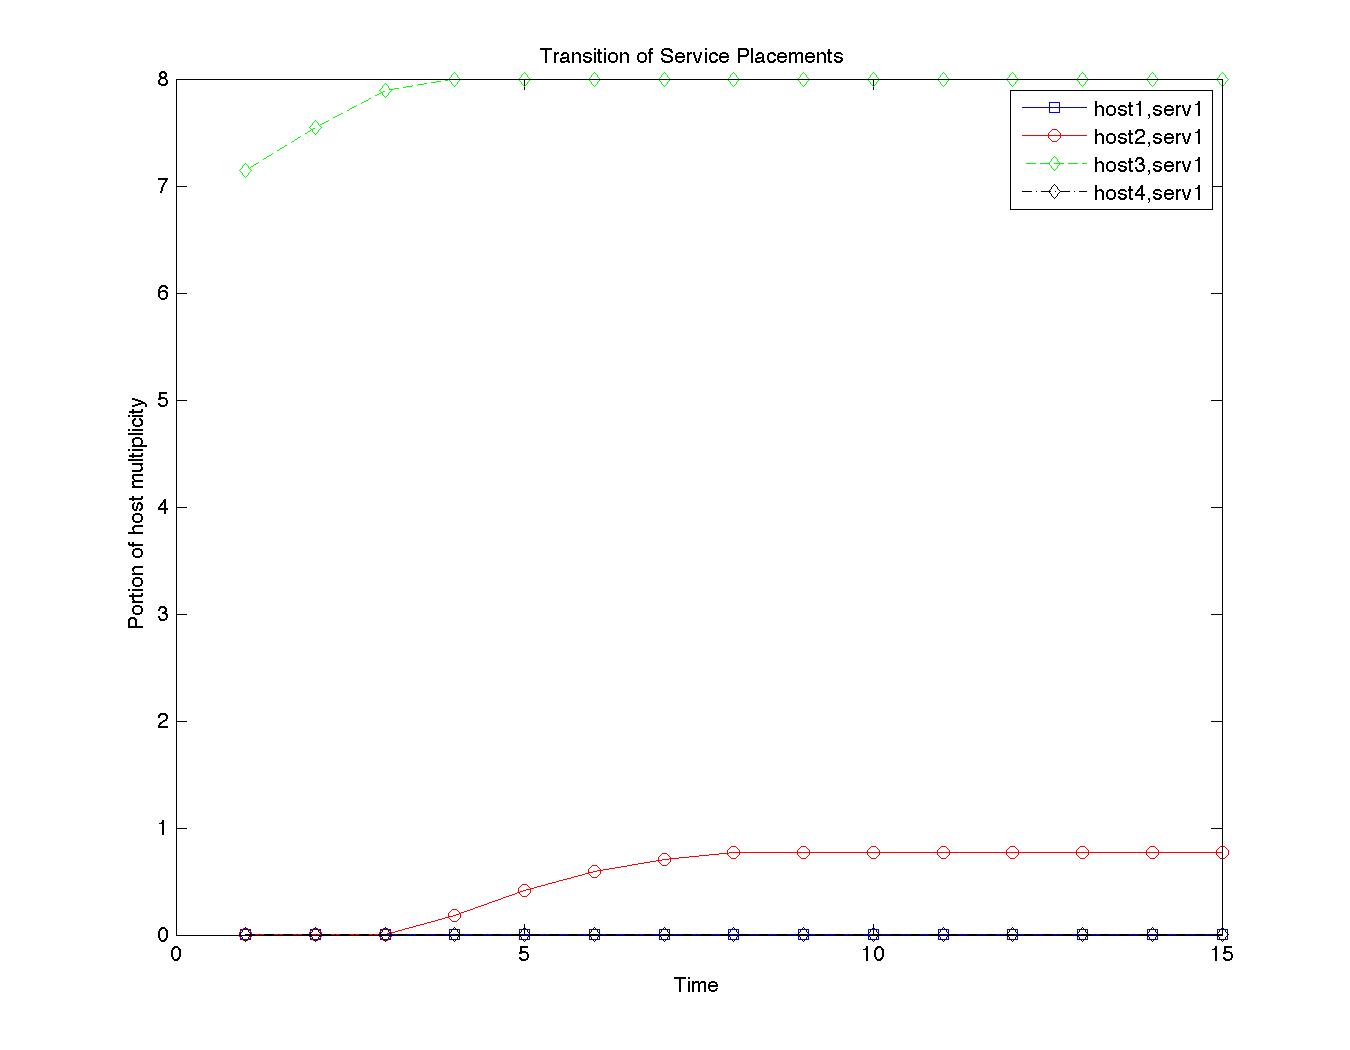 Transition of Service Placements
8
7
6
5
4
3
2
1
0
Portion of host multiplicity
host1,serv1
host2,serv1
host3,serv1
host4,serv1
0
5
10
15
Time